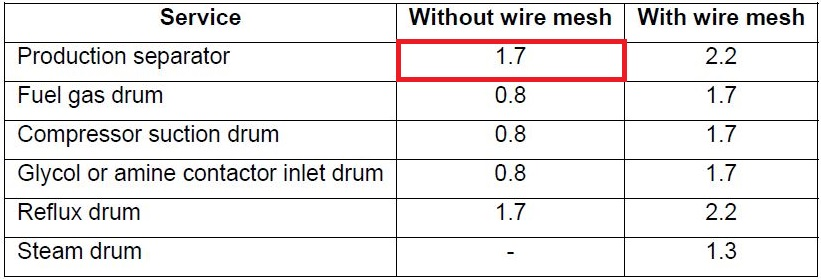 Service Without wire mesh With wire mesh
Production separator 1.7 2.2
Fuel gas drum 0.8 1.7
Compressor suction drum 0.8 1.7
Glycol or amine contactor inlet drum 0.8 1.7
Reflux drum 1.7 2.2
Steam drum - 1.3